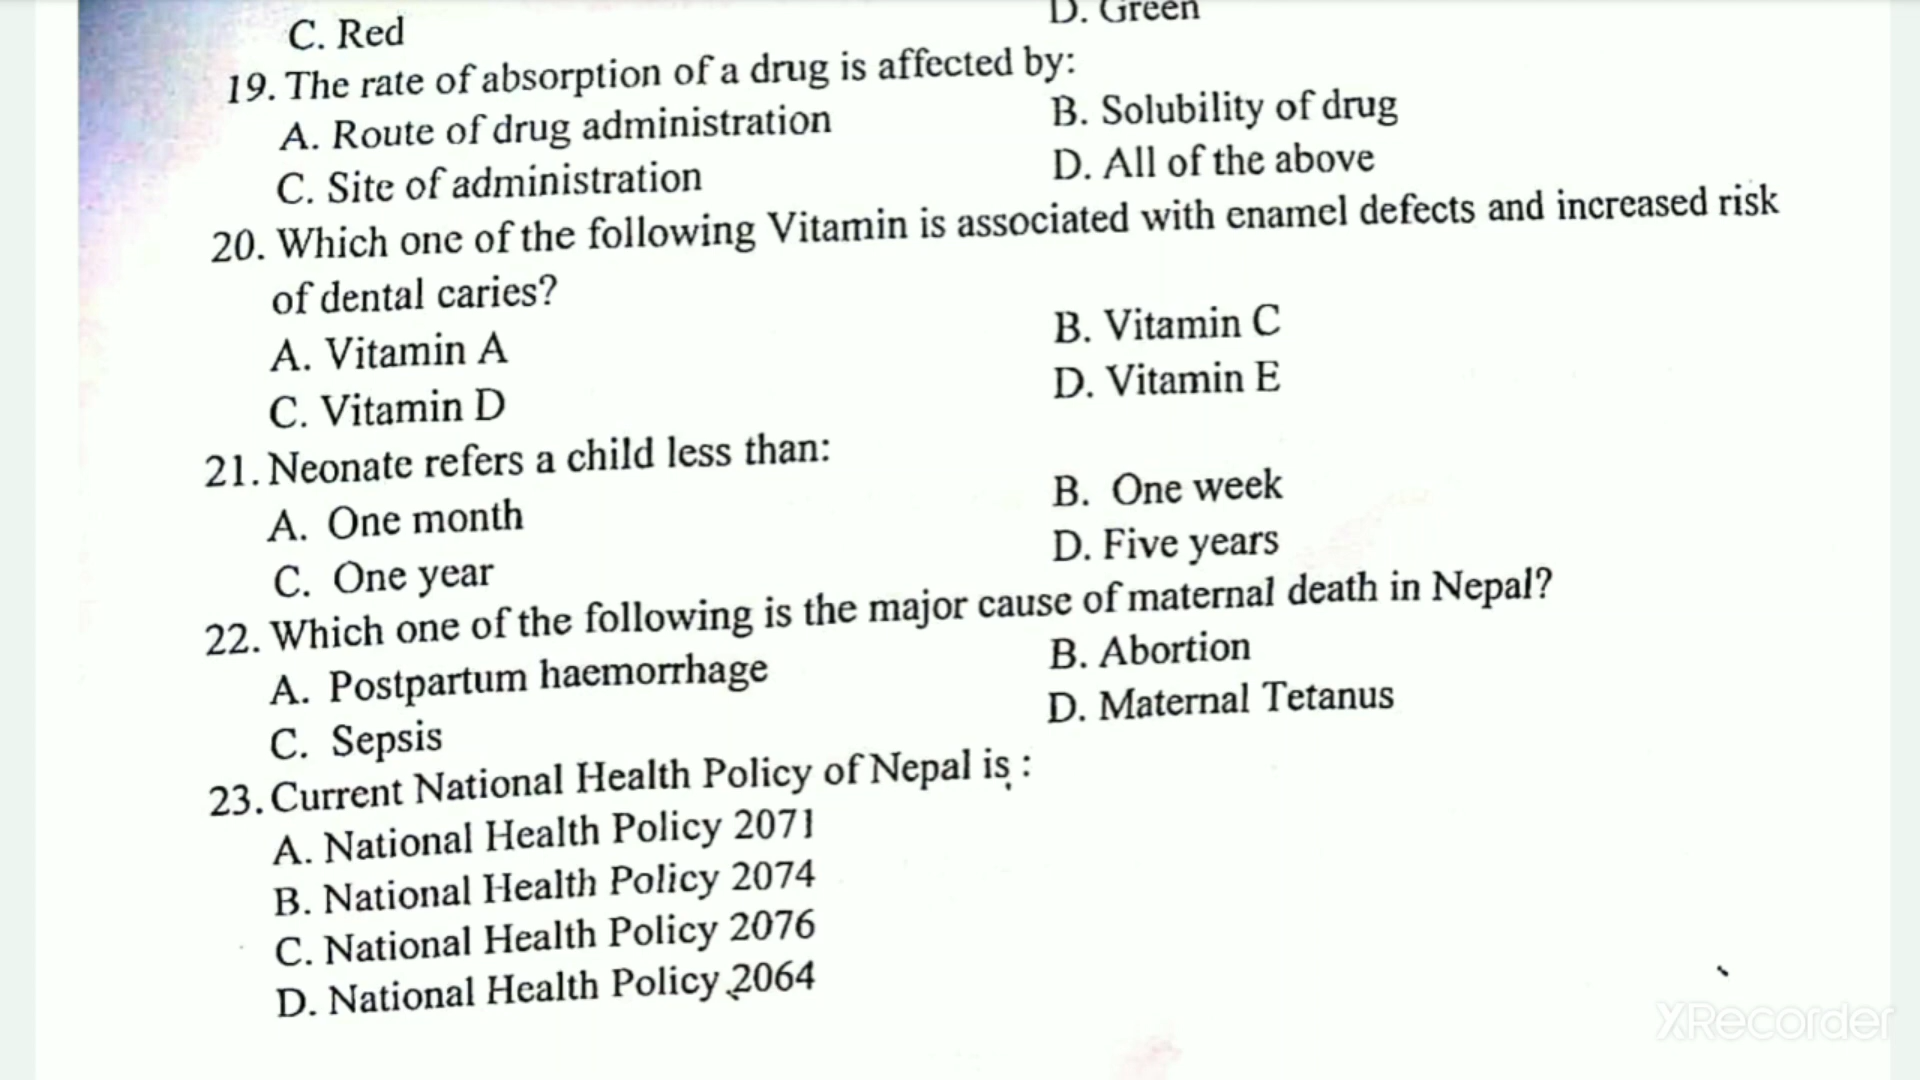 C. Red
D. Green
19. The rate of absorption of a drug is affected by:
A. Route of drug administration
B. Solubility of drug
C. Site of administration
D. All of the above
20. Which one of the following Vitamin is associated with enamel defects and increased risk
of dental caries?
A. Vitamin A
B. Vitamin C
C. Vitamin D
D. Vitamin E
21. Neonate refers a child less than:
A. One month
B. One week
C. One year
D. Five years
22. Which one of the following is the major cause of maternal death in Nepal?
A. Postpartum haemorrhage
B. Abortion
C. Sepsis
D. Maternal Tetanus
23. Current National Health Policy of Nepal is :
A. National Health Policy 2071
B. National Health Policy 2074
C. National Health Policy 2076
D. National Health Policy 2064
XRecorder